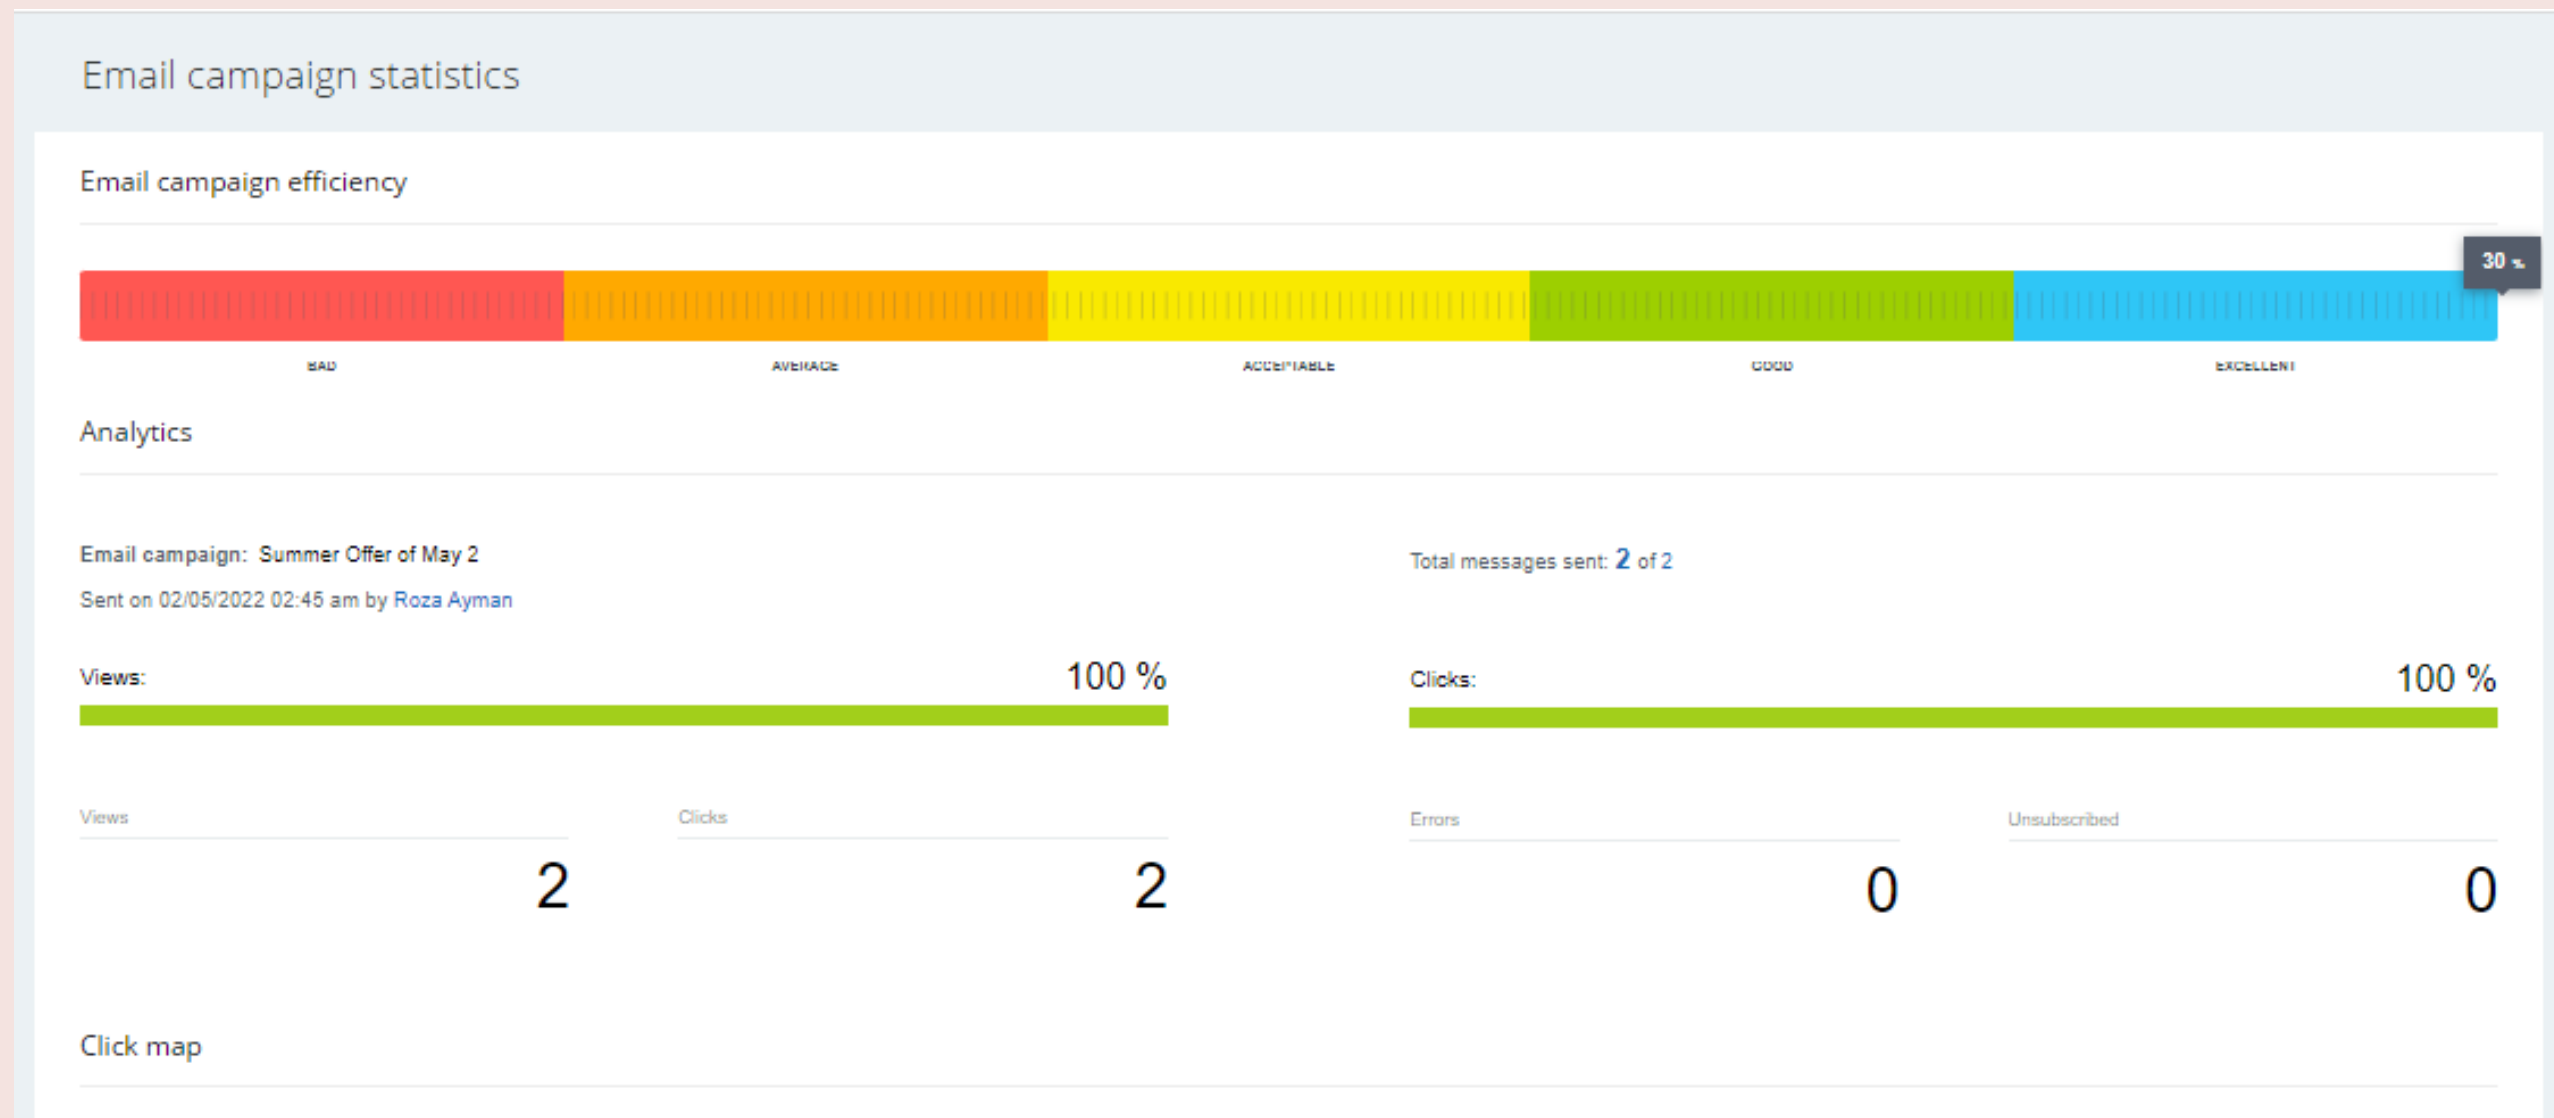 Email campaign statistics
Email campaign efficiency
30 %
BAD AVERAGE ACCEPTABLE GOOD EXCELLENT
Analytics
Email campaign: Summer Offer of May 2
Total messages sent: 2 of 2
Sent on 02/05/2022 02:45 am by Roza Ayman
Views: 100 %
Clicks: 100 %
Views
Clicks
Errors
Unsubscribed
2
2
0
0
Click map